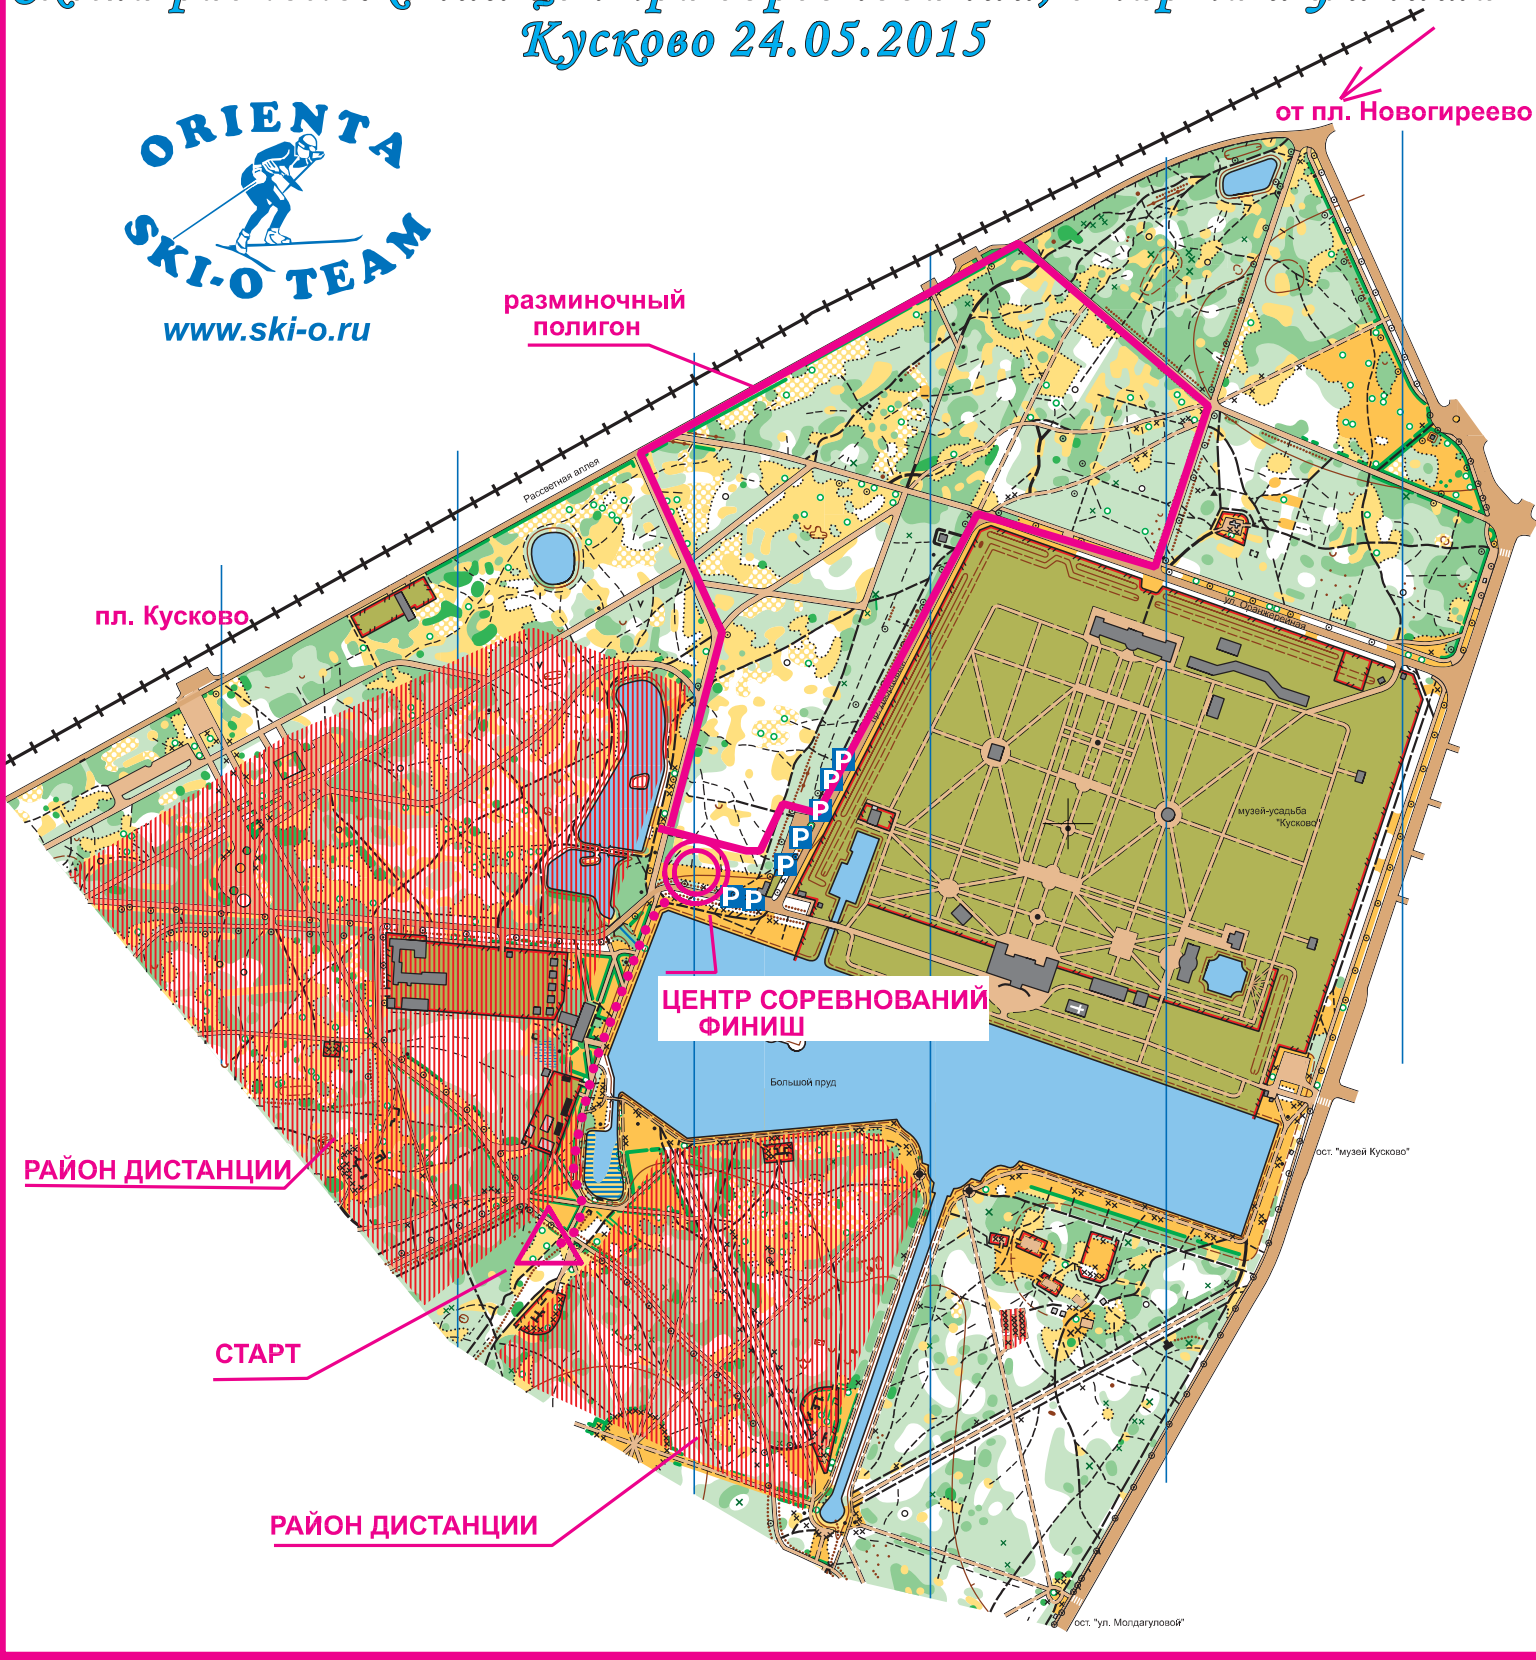 Кусково 24.05.2015
от пл. Новогиреево
ORIENTA
SKI-O TEAM
www.ski-o.ru
разминочный
полигон
Рассветная аллея
пл. Кусково
ул. Оранжерейная
P
P
P
P
P
P P
музей-усадьба
"Кусково"
ЦЕНТР СОРЕВНОВАНИЙ
ФИНИШ
Большой пруд
ост. "музей Кусково"
РАЙОН ДИСТАНЦИИ
СТАРТ
РАЙОН ДИСТАНЦИИ
ост. "ул. Молдагуловой"